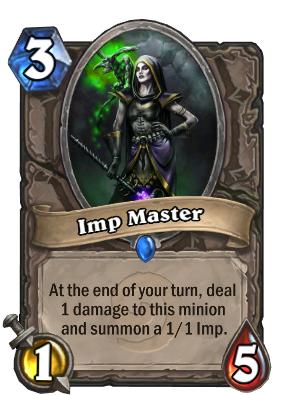 3
Imp Master
At the end of your turn, deal
1 damage to this minion
and summon a 1/1 Imp.
1
5